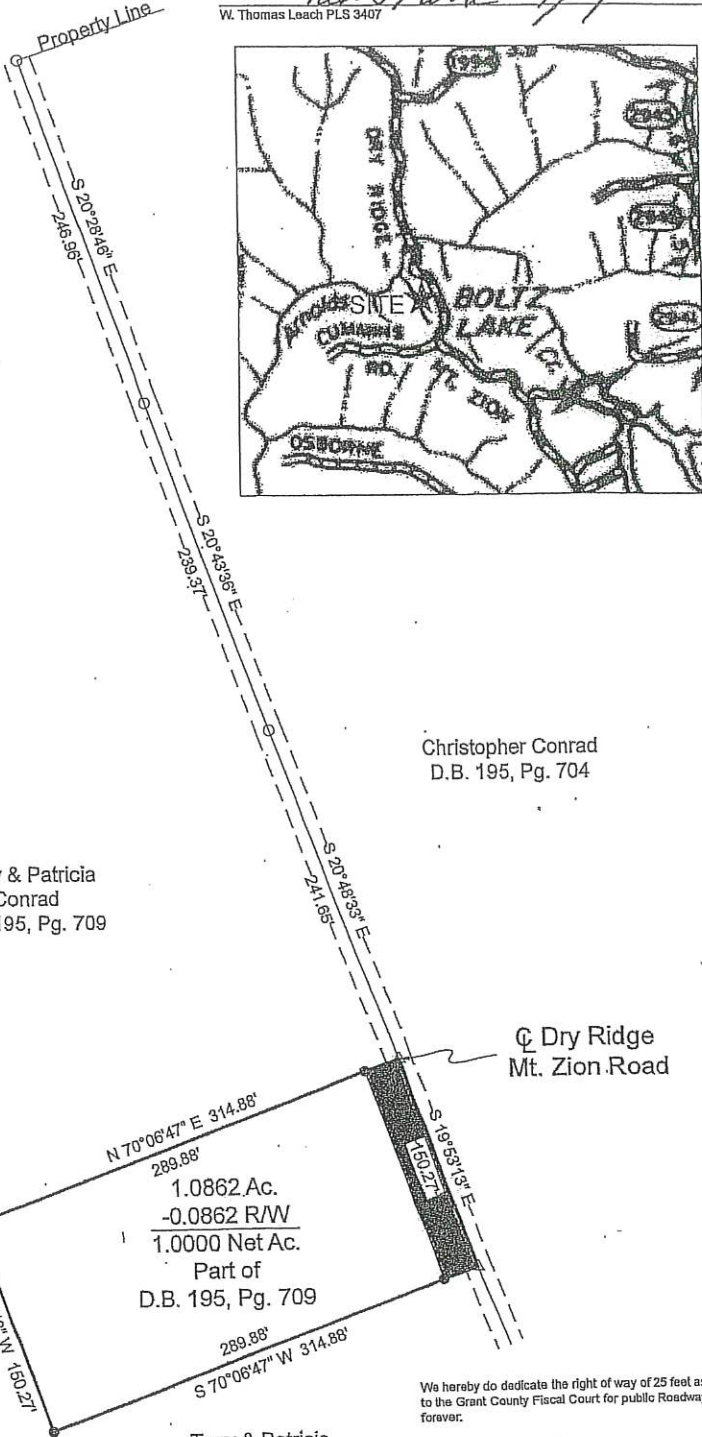 W. Thomas Leach PLS 3407
Property Line
S 20°28'46" E
246.96'
1994
DRY RIDGE -
SITE
BOLTZ
LAKE
CUMMINS
RD.
MT. ZION
OSBORNE
S 20°43'36" E
239.37'
Christopher Conrad
D.B. 195, Pg. 704
& Patricia
Conrad
195, Pg. 709
S 20°48'33" E
241.65'
℄ Dry Ridge
Mt. Zion Road
N 70°06'47" E 314.88'
289.88'
S 19°53'13" E
150.27'
1.0862 Ac.
-0.0862 R/W
1.0000 Net Ac.
Part of
D.B. 195, Pg. 709
W 150.27'
289.88'
S 70°06'47" W 314.88'
We hereby do dedicate the right of way of 25 feet as
to the Grant County Fiscal Court for public Roadway
forever.
& Patricia